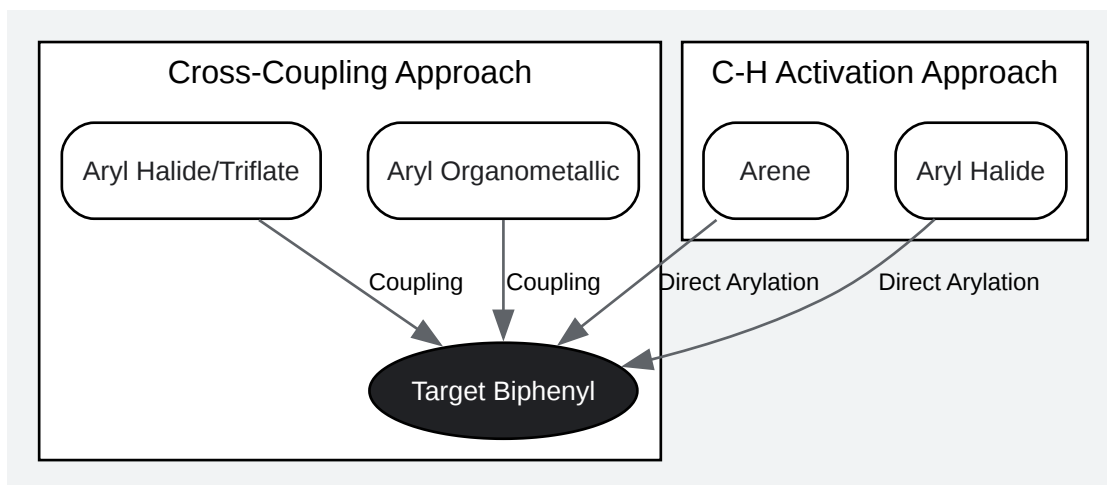 Cross-Coupling Approach
C-H Activation Approach
Aryl Halide/Triflate
Aryl Organometallic
Arene
Aryl Halide
Coupling
Coupling
Direct Arylation
Direct Arylation
Target Biphenyl